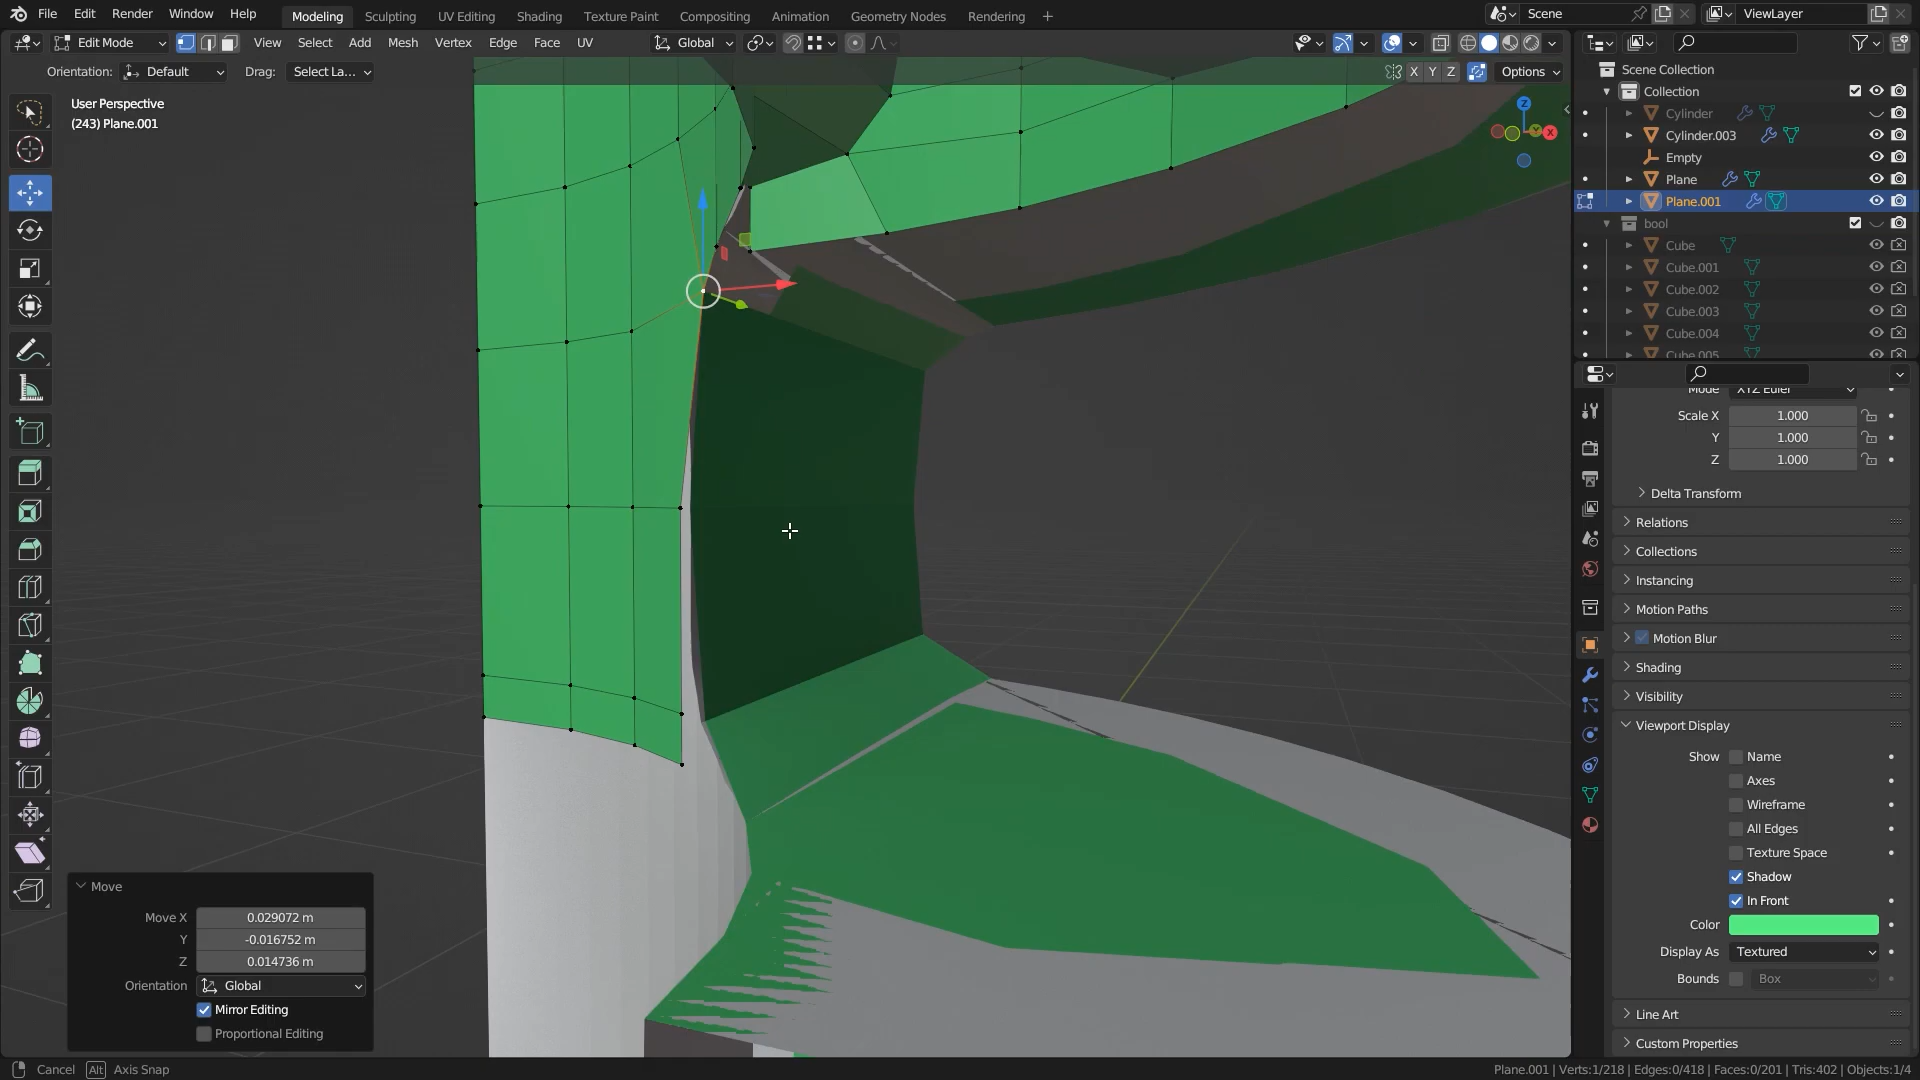 File Edit Render Window Help Modeling Sculpting UV Editing Shading Texture Paint Compositing Animation Geometry Nodes Rendering + Scene ViewLayer
Edit Mode View Select Add Mesh Vertex Edge Face UV Global
Orientation: Default Drag: Select La... X Y Z Options
User Perspective
(243) Plane.001
Z
X
Y
Scene Collection
Collection
Cylinder
Cylinder.003
Empty
Plane
Plane.001
bool
Cube
Cube.001
Cube.002
Cube.003
Cube.004
Cube.005
Mode XYZ Euler
Scale X 1.000
Y 1.000
Z 1.000
Delta Transform
Relations
Collections
Instancing
Motion Paths
Motion Blur
Shading
Visibility
Viewport Display
Show Name
Axes
Wireframe
All Edges
Texture Space
Shadow
In Front
Color
Display As Textured
Bounds Box
Line Art
Custom Properties
Move
Move X 0.029072 m
Y -0.016752 m
Z 0.014736 m
Orientation Global
Mirror Editing
Proportional Editing
Cancel Alt Axis Snap Plane.001 | Verts:1/218 | Edges:0/418 | Faces:0/201 | Tris:402 | Objects:1/4